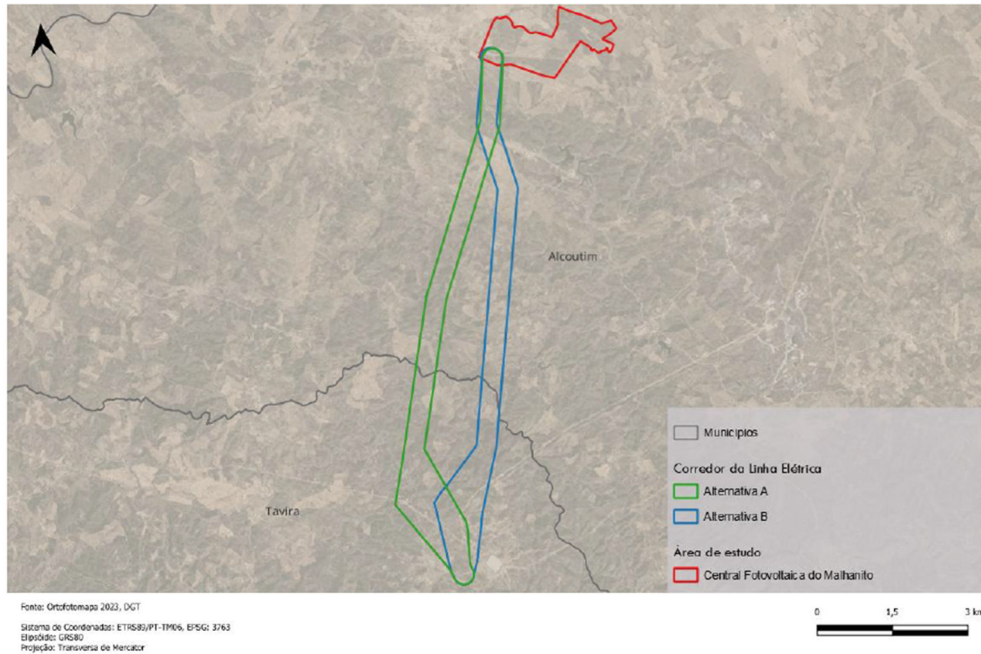 Alcoutim
Tavira
Municípios
Corredor da Linha Elétrica
Alternativa A
Alternativa B
Área de estudo
Central Fotovoltaica do Malhanito
Fonte: Ortofotomapa 2023, DGT
Sistema de Coordenadas: ETRS89/PT-TM06, EPSG: 3763
Elipsóide: GRS80
Projeção: Transversa de Mercator
0 1,5 3 km